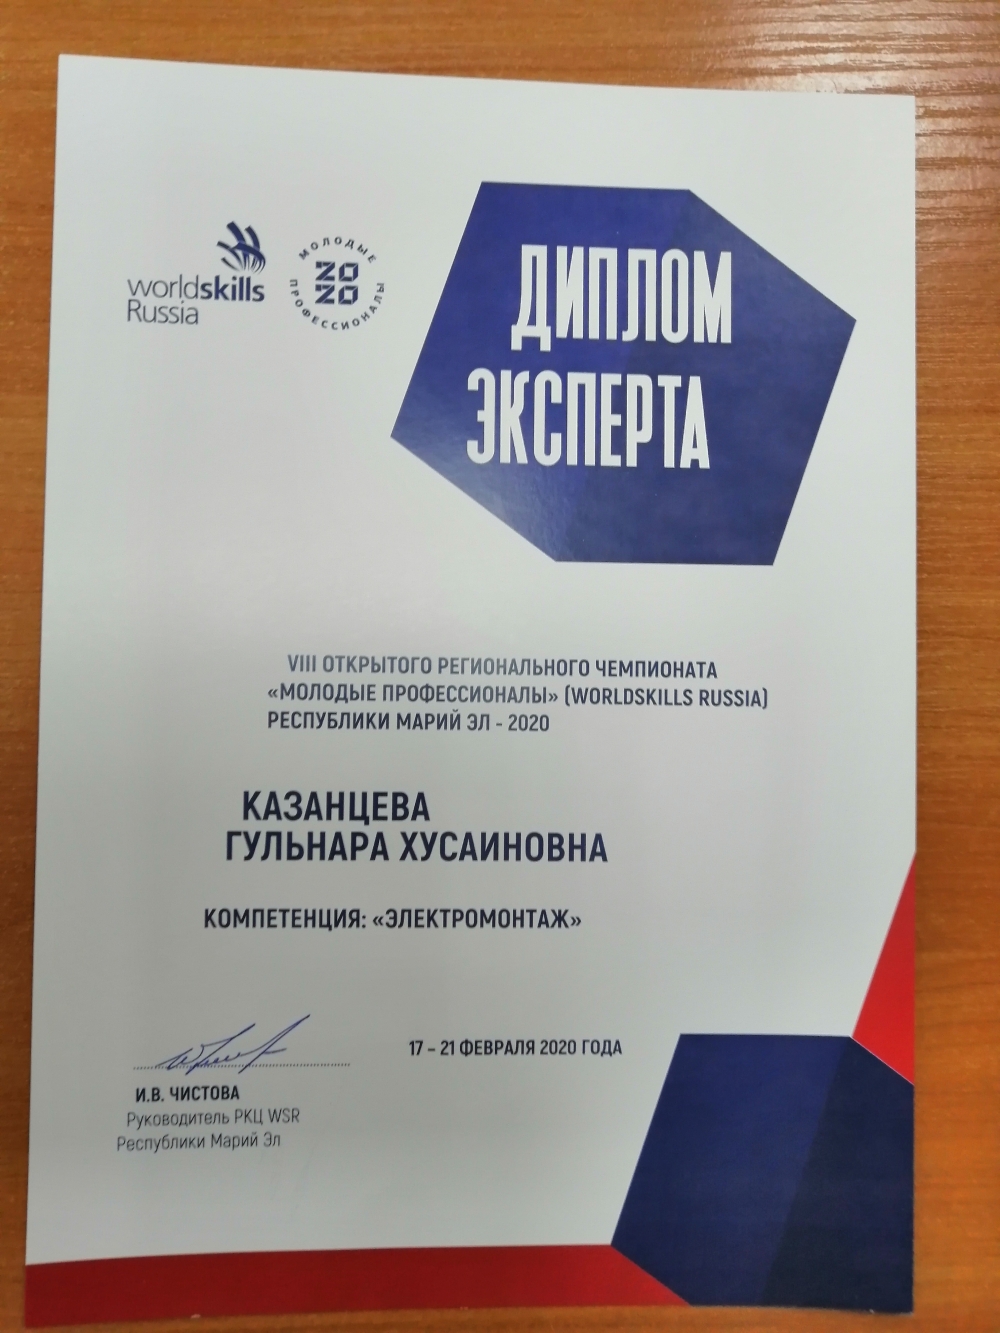 worldskills
Russia
МОЛОДЫЕ
2020
ПРОФЕССИОНАЛЫ
ДИПЛОМ
ЭКСПЕРТА
VIII ОТКРЫТОГО РЕГИОНАЛЬНОГО ЧЕМПИОНАТА
«МОЛОДЫЕ ПРОФЕССИОНАЛЫ» (WORLDSKILLS RUSSIA)
РЕСПУБЛИКИ МАРИЙ ЭЛ - 2020
КАЗАНЦЕВА
ГУЛЬНАРА ХУСАИНОВНА
КОМПЕТЕНЦИЯ: «ЭЛЕКТРОМОНТАЖ»
17 – 21 ФЕВРАЛЯ 2020 ГОДА
И.В. ЧИСТОВА
Руководитель РКЦ WSR
Республики Марий Эл